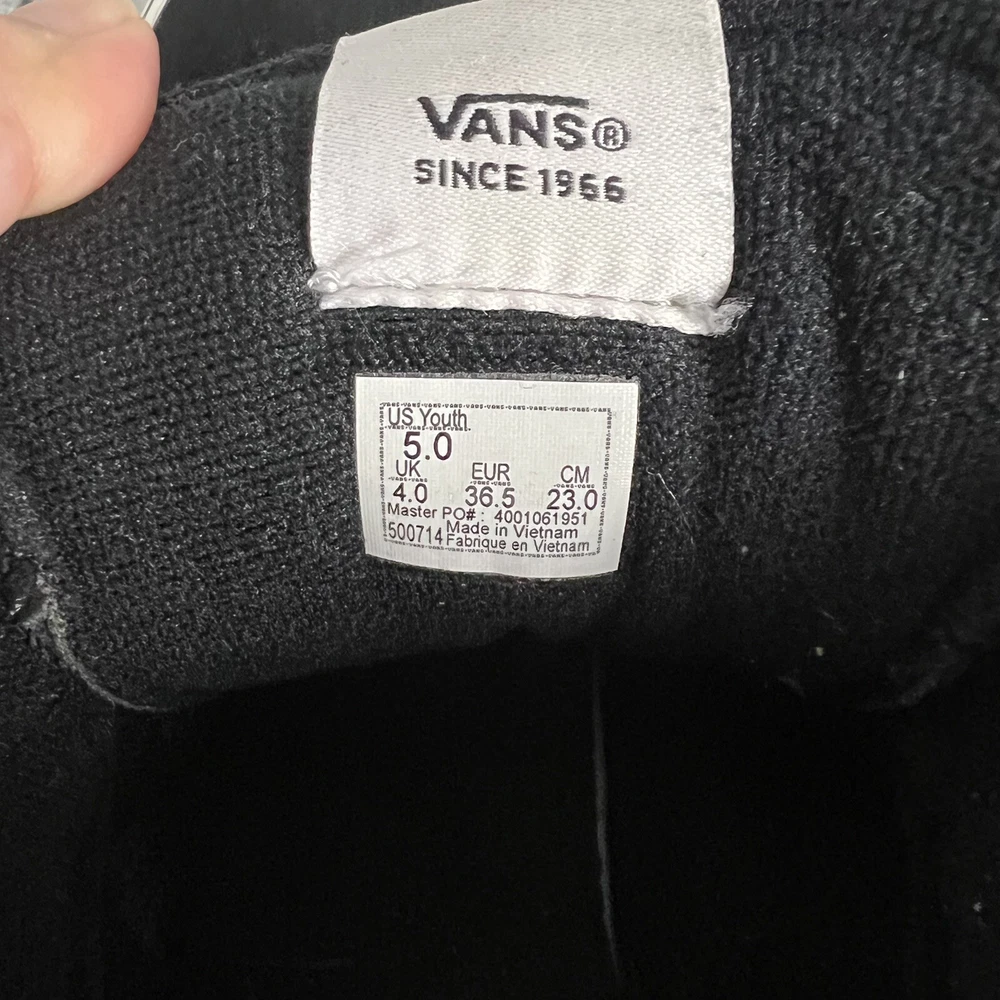 VANS®
SINCE 1966
US Youth.
5.0
UK EUR CM
4.0 36.5 23.0
Master PO# : 4001061951
500714 Made in Vietnam
Fabrique en Vietnam